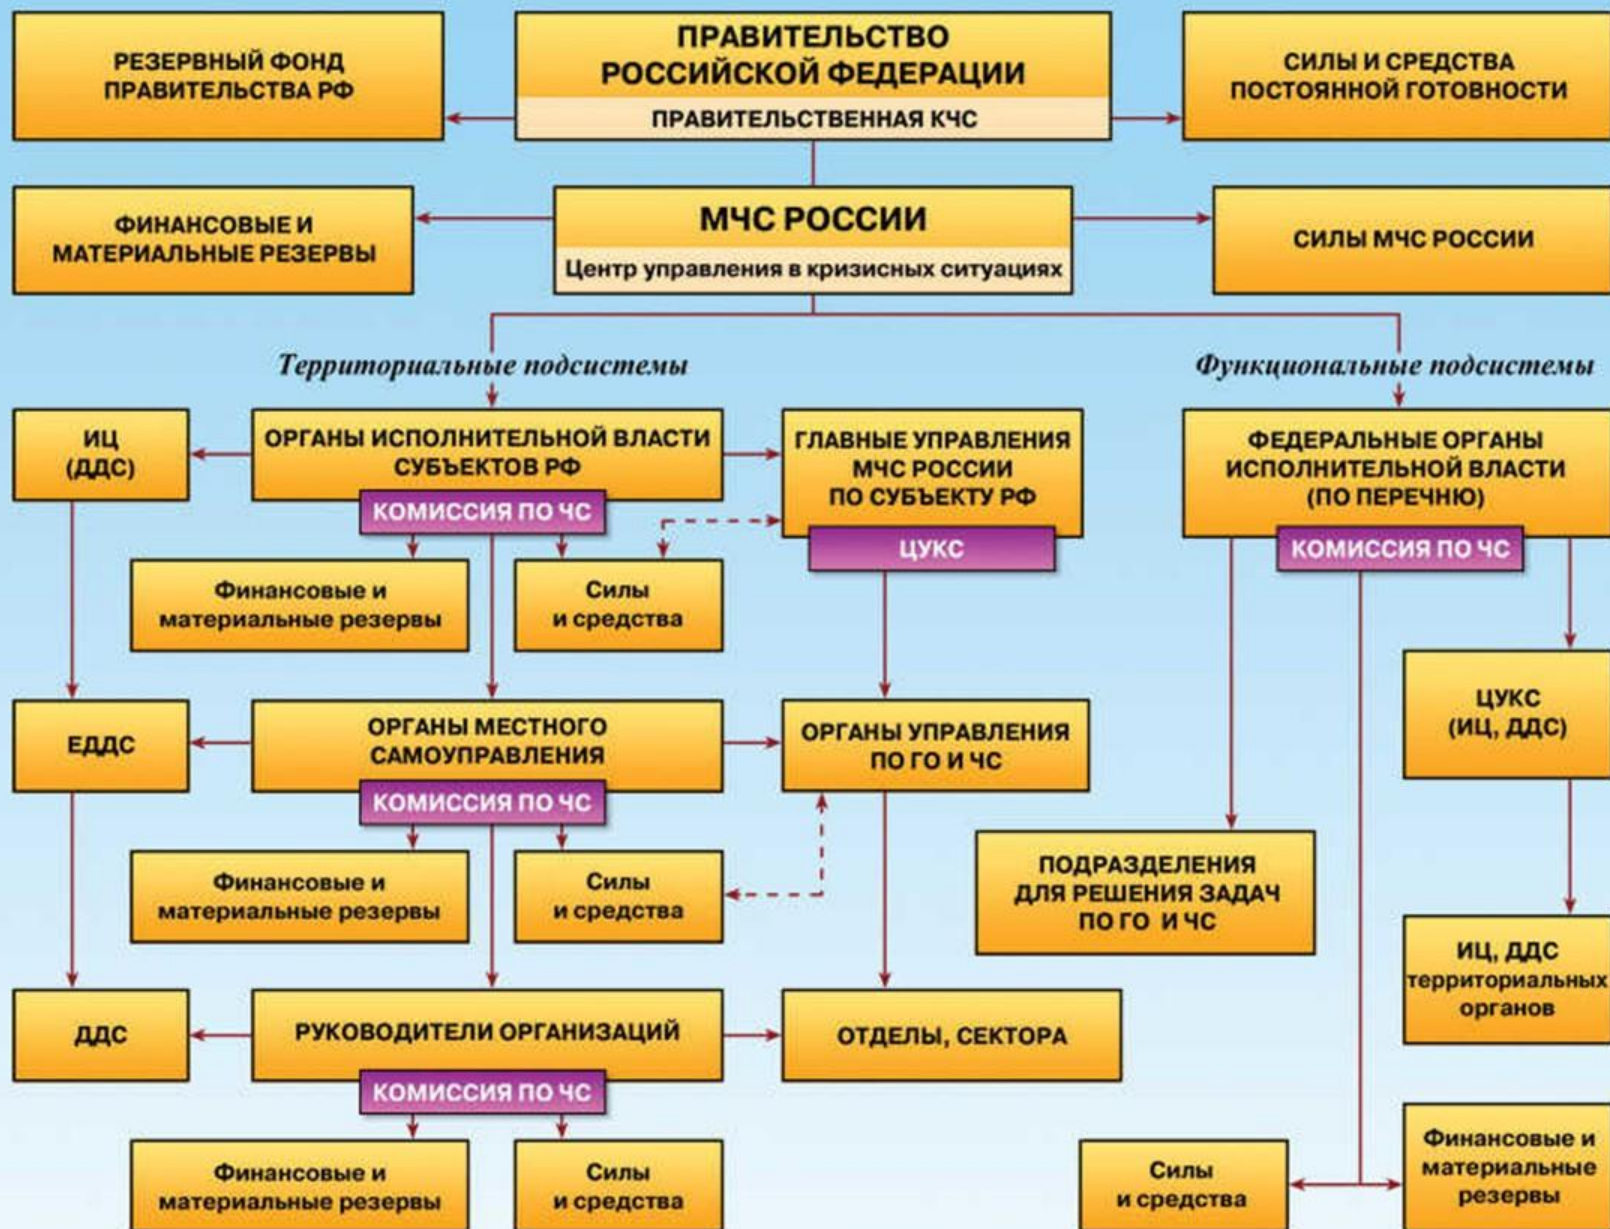 РЕЗЕРВНЫЙ ФОНД
ПРАВИТЕЛЬСТВА РФ
ПРАВИТЕЛЬСТВО
РОССИЙСКОЙ ФЕДЕРАЦИИ
ПРАВИТЕЛЬСТВЕННАЯ КЧС
СИЛЫ И СРЕДСТВА
ПОСТОЯННОЙ ГОТОВНОСТИ
ФИНАНСОВЫЕ И
МАТЕРИАЛЬНЫЕ РЕЗЕРВЫ
МЧС РОССИИ
Центр управления в кризисных ситуациях
СИЛЫ МЧС РОССИИ
Территориальные подсистемы
Функциональные подсистемы
ИЦ
(ДДС)
ОРГАНЫ ИСПОЛНИТЕЛЬНОЙ ВЛАСТИ
СУБЪЕКТОВ РФ
КОМИССИЯ ПО ЧС
ГЛАВНЫЕ УПРАВЛЕНИЯ
МЧС РОССИИ
ПО СУБЪЕКТУ РФ
ЦУКС
ФЕДЕРАЛЬНЫЕ ОРГАНЫ
ИСПОЛНИТЕЛЬНОЙ ВЛАСТИ
(ПО ПЕРЕЧНЮ)
КОМИССИЯ ПО ЧС
Финансовые и
материальные резервы
Силы
и средства
ЦУКС
(ИЦ, ДДС)
ЕДДС
ОРГАНЫ МЕСТНОГО
САМОУПРАВЛЕНИЯ
КОМИССИЯ ПО ЧС
ОРГАНЫ УПРАВЛЕНИЯ
ПО ГО И ЧС
Финансовые и
материальные резервы
Силы
и средства
ПОДРАЗДЕЛЕНИЯ
ДЛЯ РЕШЕНИЯ ЗАДАЧ
ПО ГО И ЧС
ИЦ, ДДС
территориальных
органов
ДДС
РУКОВОДИТЕЛИ ОРГАНИЗАЦИЙ
КОМИССИЯ ПО ЧС
ОТДЕЛЫ, СЕКТОРА
Финансовые и
материальные резервы
Силы
и средства
Силы
и средства
Финансовые и
материальные
резервы